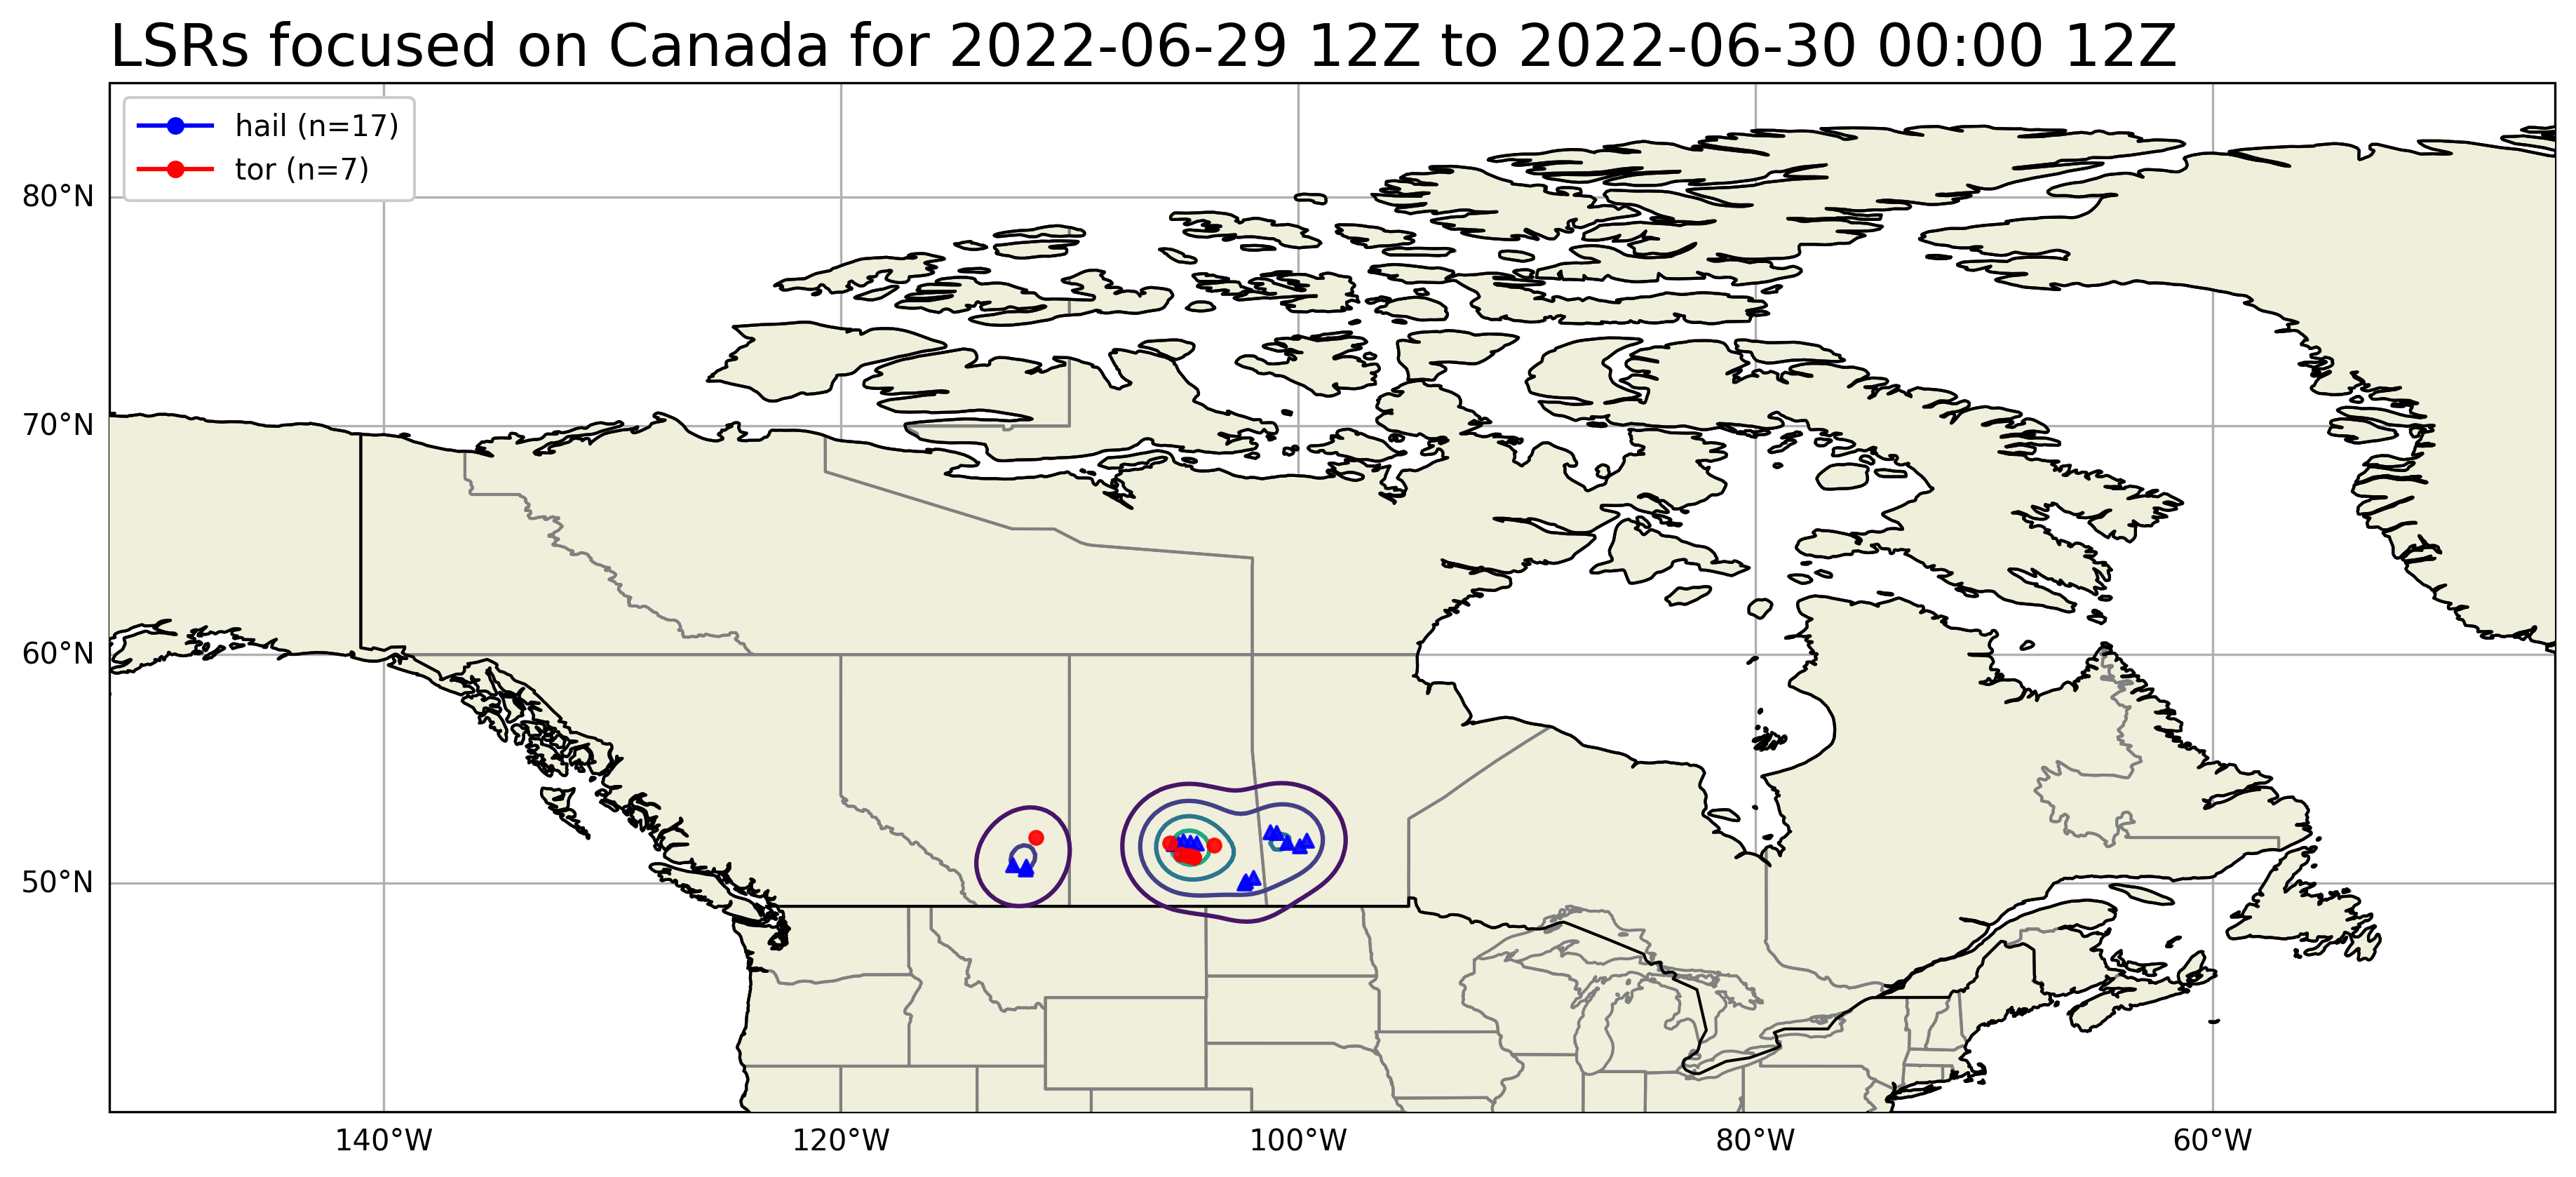 LSRs focused on Canada for 2022-06-29 12Z to 2022-06-30 00:00 12Z
hail (n=17)
tor (n=7)
80°N
70°N
60°N
50°N
140°W
120°W
100°W
80°W
60°W